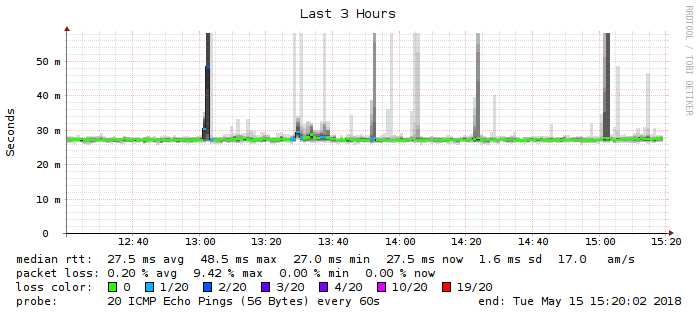 Last 3 Hours
RRDTOOL / TOBI OETIKER
Seconds
50 m
40 m
30 m
20 m
10 m
0
12:40 13:00 13:20 13:40 14:00 14:20 14:40 15:00 15:20
median rtt: 27.5 ms avg 48.5 ms max 27.0 ms min 27.5 ms now 1.6 ms sd 17.0 am/s
packet loss: 0.20 % avg 9.42 % max 0.00 % min 0.00 % now
loss color: 0 1/20 2/20 3/20 4/20 10/20 19/20
probe: 20 ICMP Echo Pings (56 Bytes) every 60s end: Tue May 15 15:20:02 2018